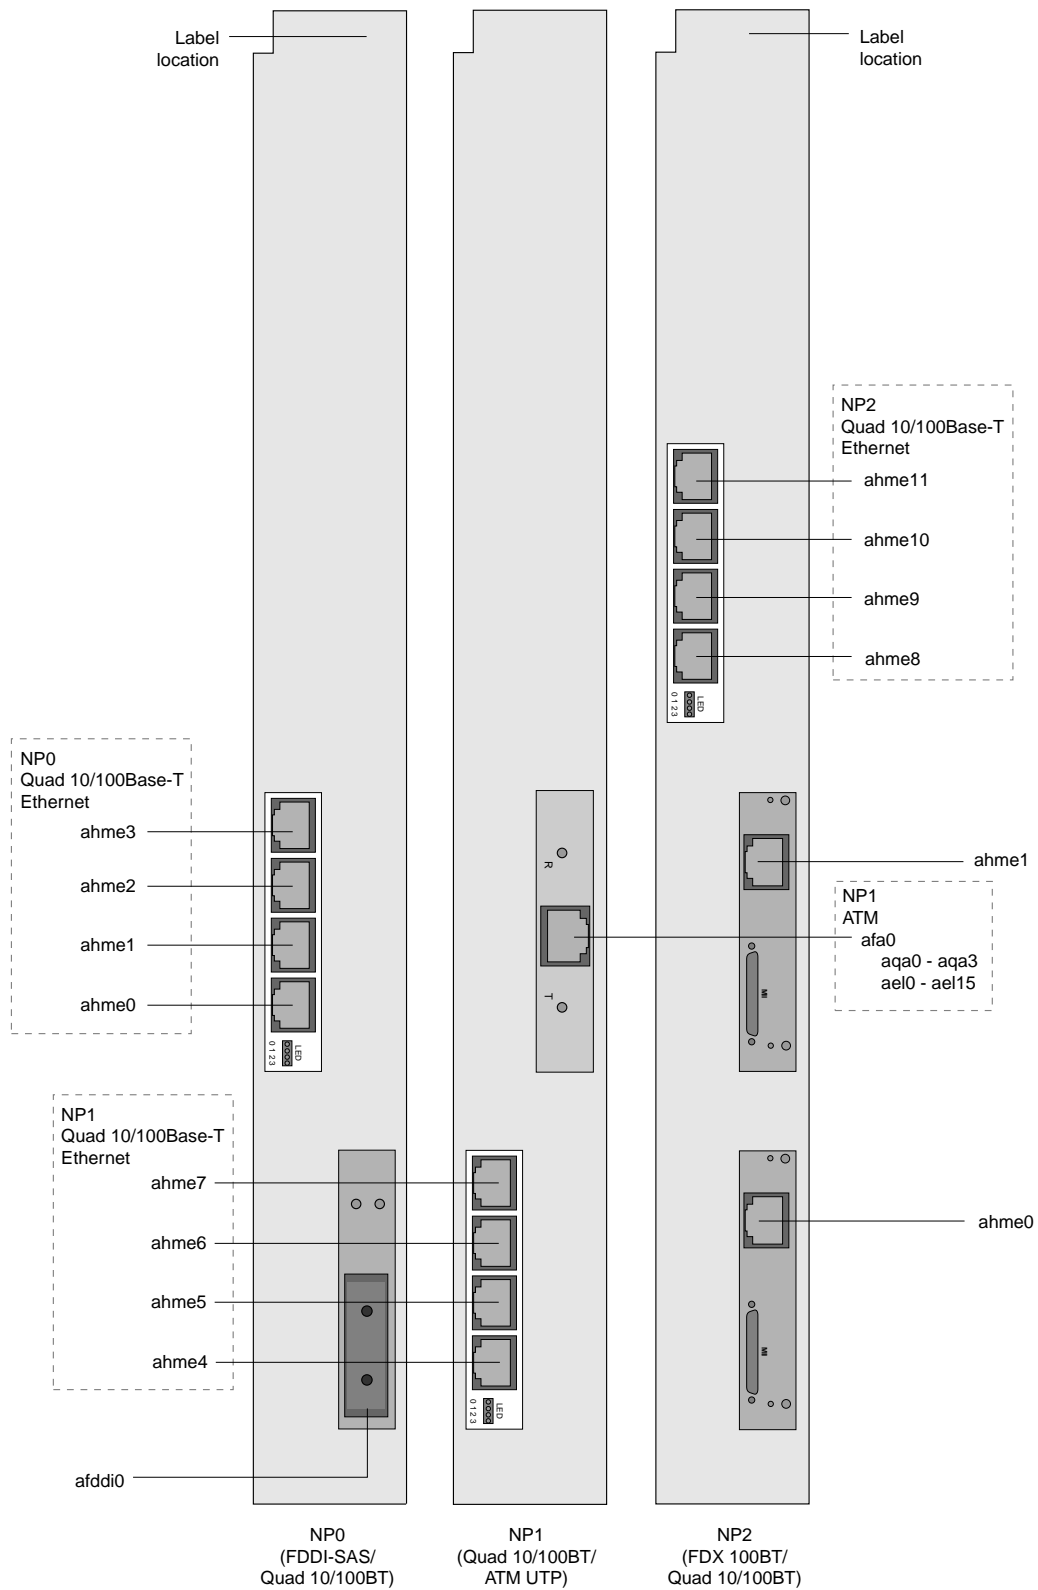 Label
location
Label
location
NP2
Quad 10/100Base-T
Ethernet
ahme11
ahme10
ahme9
ahme8
LED
0 1 2 3
NP0
Quad 10/100Base-T
Ethernet
ahme3
ahme2
ahme1
ahme0
LED
0 1 2 3
R
T
ahme1
MII
NP1
ATM
afa0
aqa0 - aqa3
ael0 - ael15
NP1
Quad 10/100Base-T
Ethernet
ahme7
ahme6
ahme5
ahme4
LED
0 1 2 3
ahme0
MII
afddi0
NP0
(FDDI-SAS/
Quad 10/100BT)
NP1
(Quad 10/100BT/
ATM UTP)
NP2
(FDX 100BT/
Quad 10/100BT)